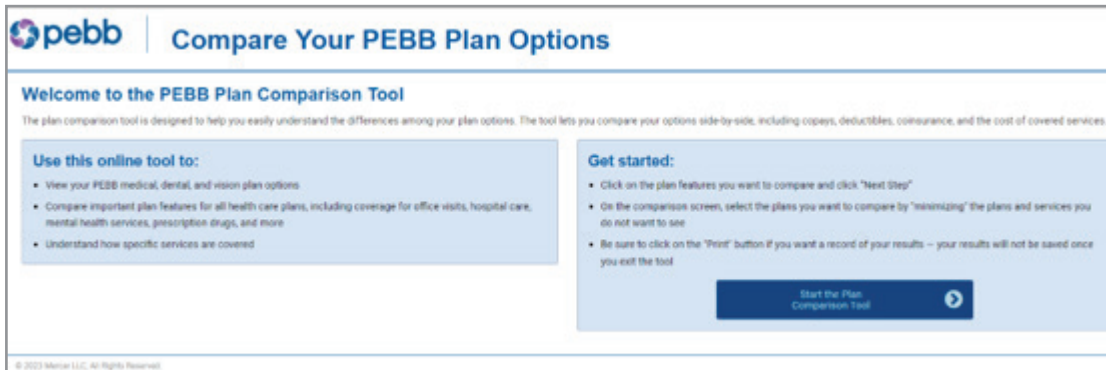 pebb
Compare Your PEBB Plan Options
Welcome to the PEBB Plan Comparison Tool
The plan comparison tool is designed to help you easily understand the differences among your plan options. The tool lets you compare your options side-by-side, including copays, deductibles, coinsurance, and the cost of covered services
Use this online tool to:
• View your PEBB medical, dental, and vision plan options
• Compare important plan features for all health care plans, including coverage for office visits, hospital care,
mental health services, prescription drugs, and more
• Understand how specific services are covered
Get started:
• Click on the plan features you want to compare and click "Next Step"
• On the comparison screen, select the plans you want to compare by "minimizing" the plans and services you
do not want to see
• Be sure to click on the "Print" button if you want a record of your results – your results will not be saved once
you exit the tool
Start the Plan
Comparison Tool
© 2023 Mercer LLC, All Rights Reserved.